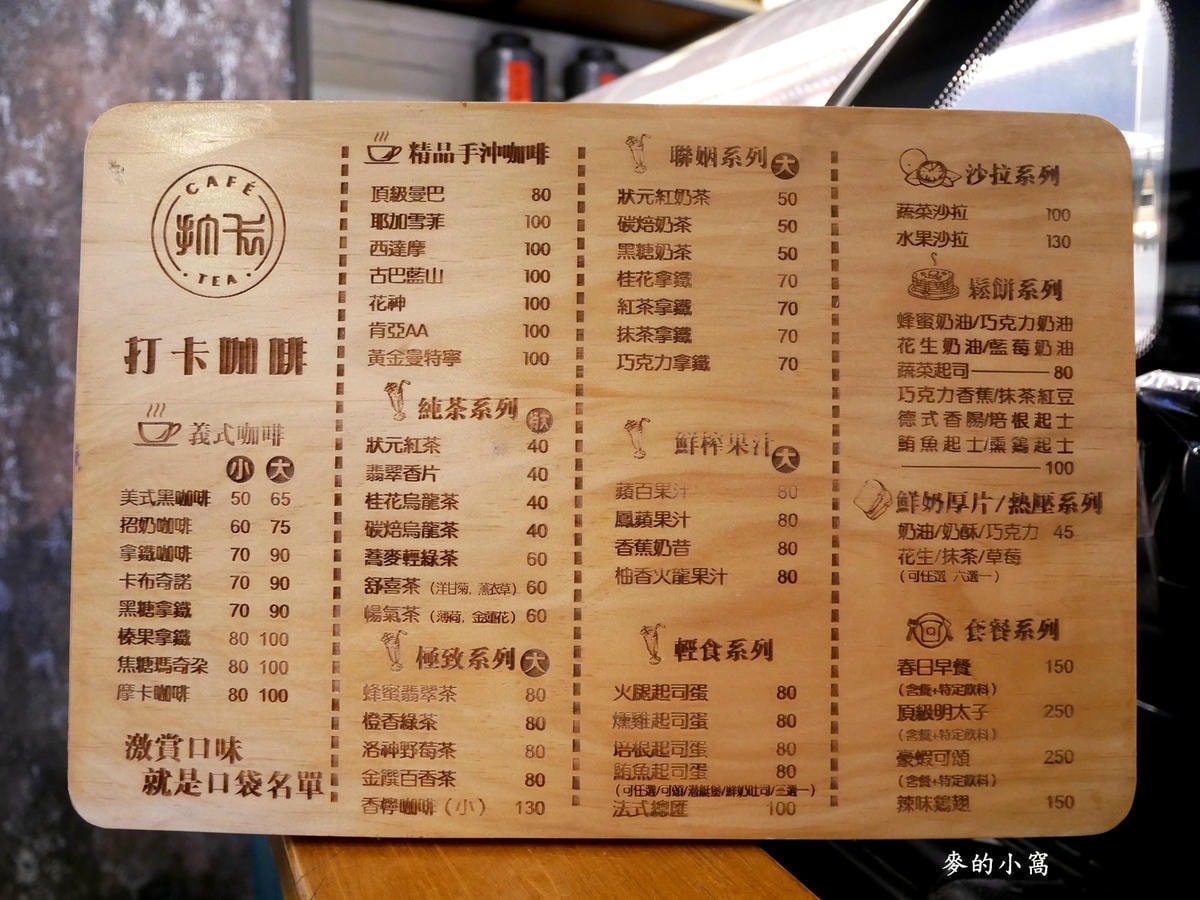 CAFÉ
打卡
TEA
打卡咖啡
義式咖啡
小 大
美式黑咖啡 50 65
招奶咖啡 60 75
拿鐵咖啡 70 90
卡布奇諾 70 90
黑糖拿鐵 70 90
榛果拿鐵 80 100
焦糖瑪奇朶 80 100
摩卡咖啡 80 100
激賞口味
就是口袋名單
精品手沖咖啡
頂級曼巴 80
耶加雪菲 100
西達摩 100
古巴藍山 100
花神 100
肯亞AA 100
黃金曼特寧 100
純茶系列 狀
狀元紅茶 40
翡翠香片 40
桂花烏龍茶 40
碳焙烏龍茶 40
蕎麥輕綠茶 60
舒喜茶 (洋甘菊, 薰衣草) 60
暢氣茶 (薄荷, 金蓮花) 60
極致系列 大
蜂蜜翡翠茶 80
橙香綠茶 80
洛神野莓茶 80
金饌百香茶 80
香檸咖啡(小) 130
聯姻系列 大
狀元紅奶茶 50
碳焙奶茶 50
黑糖奶茶 50
桂花拿鐵 70
紅茶拿鐵 70
抹茶拿鐵 70
巧克力拿鐵 70
鮮榨果汁 大
蘋百果汁 80
鳳蘋果汁 80
香蕉奶昔 80
柚香火龍果汁 80
輕食系列
火腿起司蛋 80
燻雞起司蛋 80
培根起司蛋 80
鮪魚起司蛋 80
(可任選/可頌/潛艇堡/鮮奶吐司/三選一)
法式總匯 100
沙拉系列
蔬菜沙拉 100
水果沙拉 130
鬆餅系列
蜂蜜奶油/巧克力奶油
花生奶油/藍莓奶油
蔬菜起司 80
巧克力香蕉/抹茶紅豆
德式香腸/培根起士
鮪魚起士/熏鷄起士
100
鮮奶厚片/熱壓系列
奶油/奶酥/巧克力 45
花生/抹茶/草莓
(可任選 六選一)
套餐系列
春日早餐 150
(含餐+特定飲料)
頂級明太子 250
(含餐+特定飲料)
豪蝦可頌 250
(含餐+特定飲料)
辣味鷄翅 150
麥的小窩